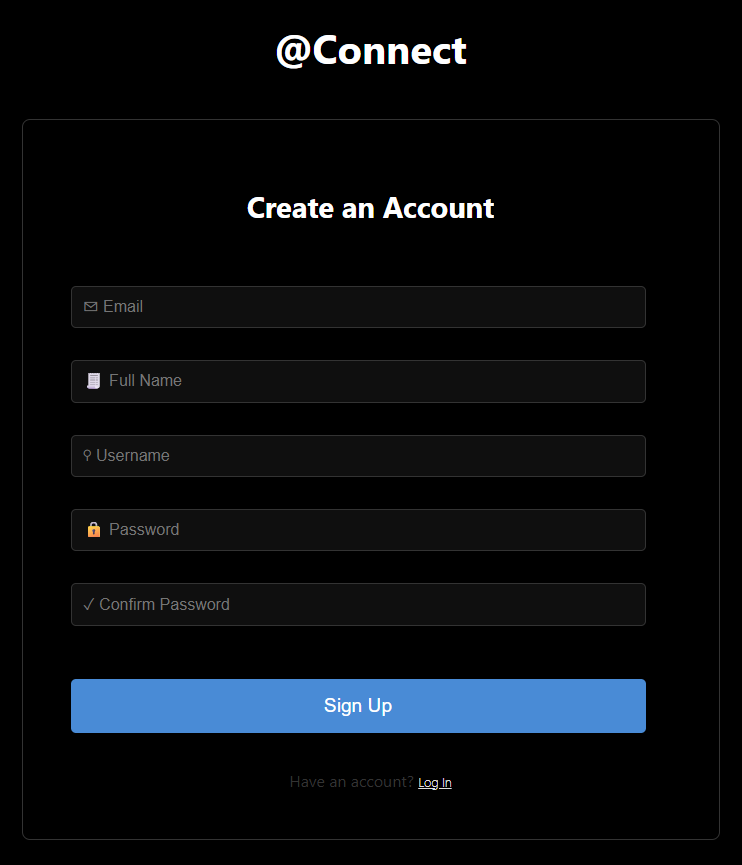 @Connect
Create an Account
✉ Email
🧾 Full Name
⚲ Username
🔒 Password
✓ Confirm Password
Sign Up
Have an account? Log In